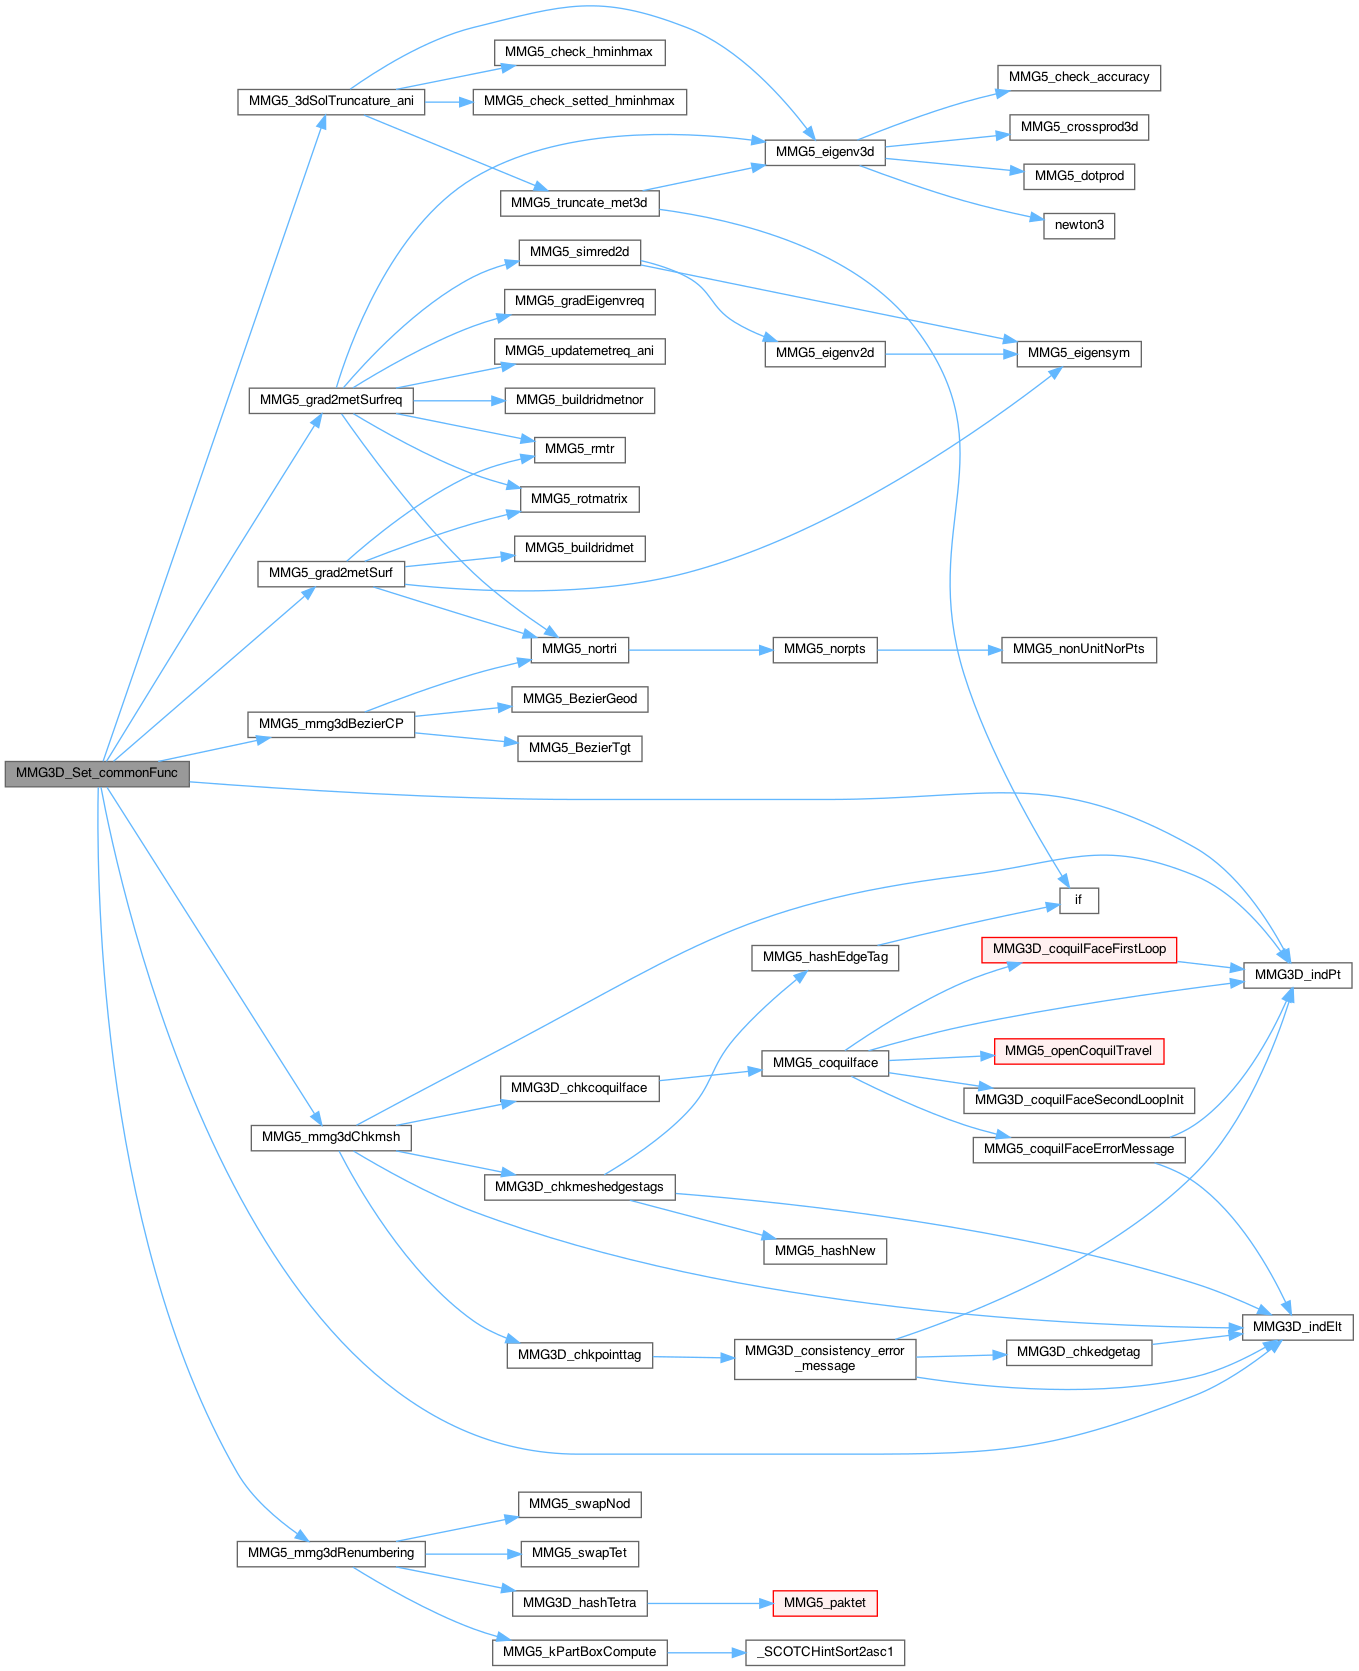 MMG5_check_hminhmax
MMG5_3dSolTruncature_ani
MMG5_check_setted_hminhmax
MMG5_check_accuracy
MMG5_crossprod3d
MMG5_eigenv3d
MMG5_dotprod
MMG5_truncate_met3d
newton3
MMG5_simred2d
MMG5_gradEigenvreq
MMG5_updatemetreq_ani
MMG5_eigenv2d
MMG5_eigensym
MMG5_grad2metSurfreq
MMG5_buildridmetnor
MMG5_rmtr
MMG5_rotmatrix
MMG5_buildridmet
MMG5_grad2metSurf
MMG5_nortri
MMG5_norpts
MMG5_nonUnitNorPts
MMG5_BezierGeod
MMG5_mmg3dBezierCP
MMG5_BezierTgt
MMG3D_Set_commonFunc
if
MMG5_hashEdgeTag
MMG3D_coquilFaceFirstLoop
MMG3D_indPt
MMG5_openCoquilTravel
MMG5_coquilface
MMG3D_chkcoquilface
MMG3D_coquilFaceSecondLoopInit
MMG5_mmg3dChkmsh
MMG5_coquilFaceErrorMessage
MMG3D_chkmeshedgestags
MMG5_hashNew
MMG3D_indElt
MMG3D_chkpointtag
MMG3D_consistency_error
_message
MMG3D_chkedgetag
MMG5_swapNod
MMG5_mmg3dRenumbering
MMG5_swapTet
MMG3D_hashTetra
MMG5_paktet
MMG5_kPartBoxCompute
_SCOTCHintSort2asc1